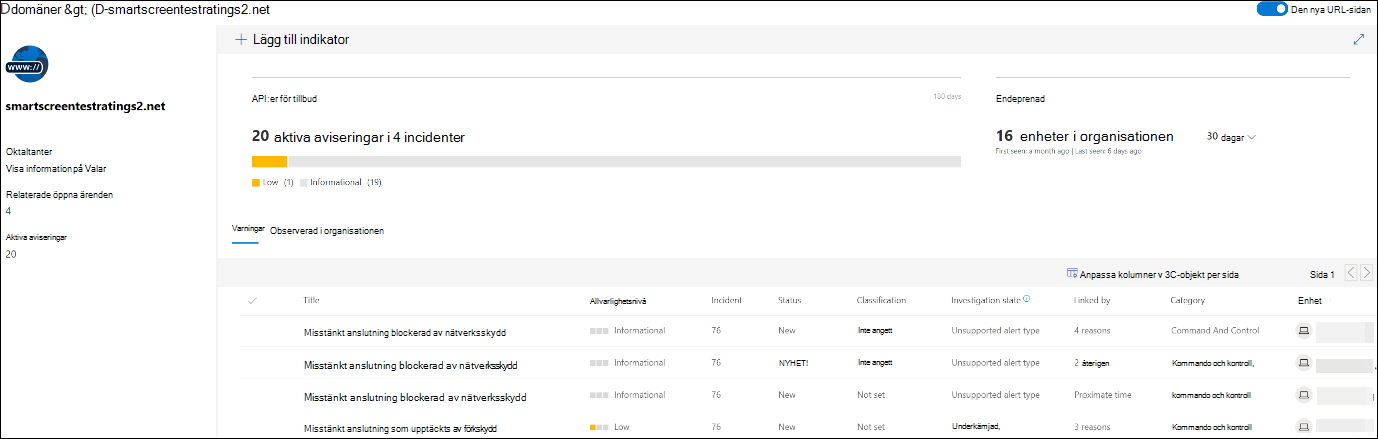 Ddomäner &gt; (D-smartscreentestratings2.net
Den nya URL-sidan
www://
smartscreentestratings2.net
Oktaltanter
Visa information på Valar
Relaterade öppna ärenden
4
Aktiva aviseringar
20
Lägg till indikator
API:er för tillbud
180 days
20 aktiva aviseringar i 4 incidenter
Low (1) Informational (19)
Endeprenad
16 enheter i organisationen
30 dagar
First seen: a month ago | Last seen: 6 days ago
Varningar Observerad i organisationen
Anpassa kolumner v 3C-objekt per sida Sida 1
Title Allvarlighetsnivå Incident Status Classification Investigation state Linked by Category Enhet
Misstänkt anslutning blockerad av nätverksskydd Informational 76 New Inte angett Unsupported alert type 4 reasons Command And Control
Misstänkt anslutning blockerad av nätverksskydd Informational 76 NYHET! Inte angett Unsupported alert type 2 återigen Kommando och kontroll,
Misstänkt anslutning blockerad av nätverksskydd Informational 76 New Not set Unsupported alert type Proximate time kommando och kontroll
Misstänkt anslutning som upptäckts av förkskydd Low 76 New Not set Underkämjad, 3 reasons Kommando och kontroll